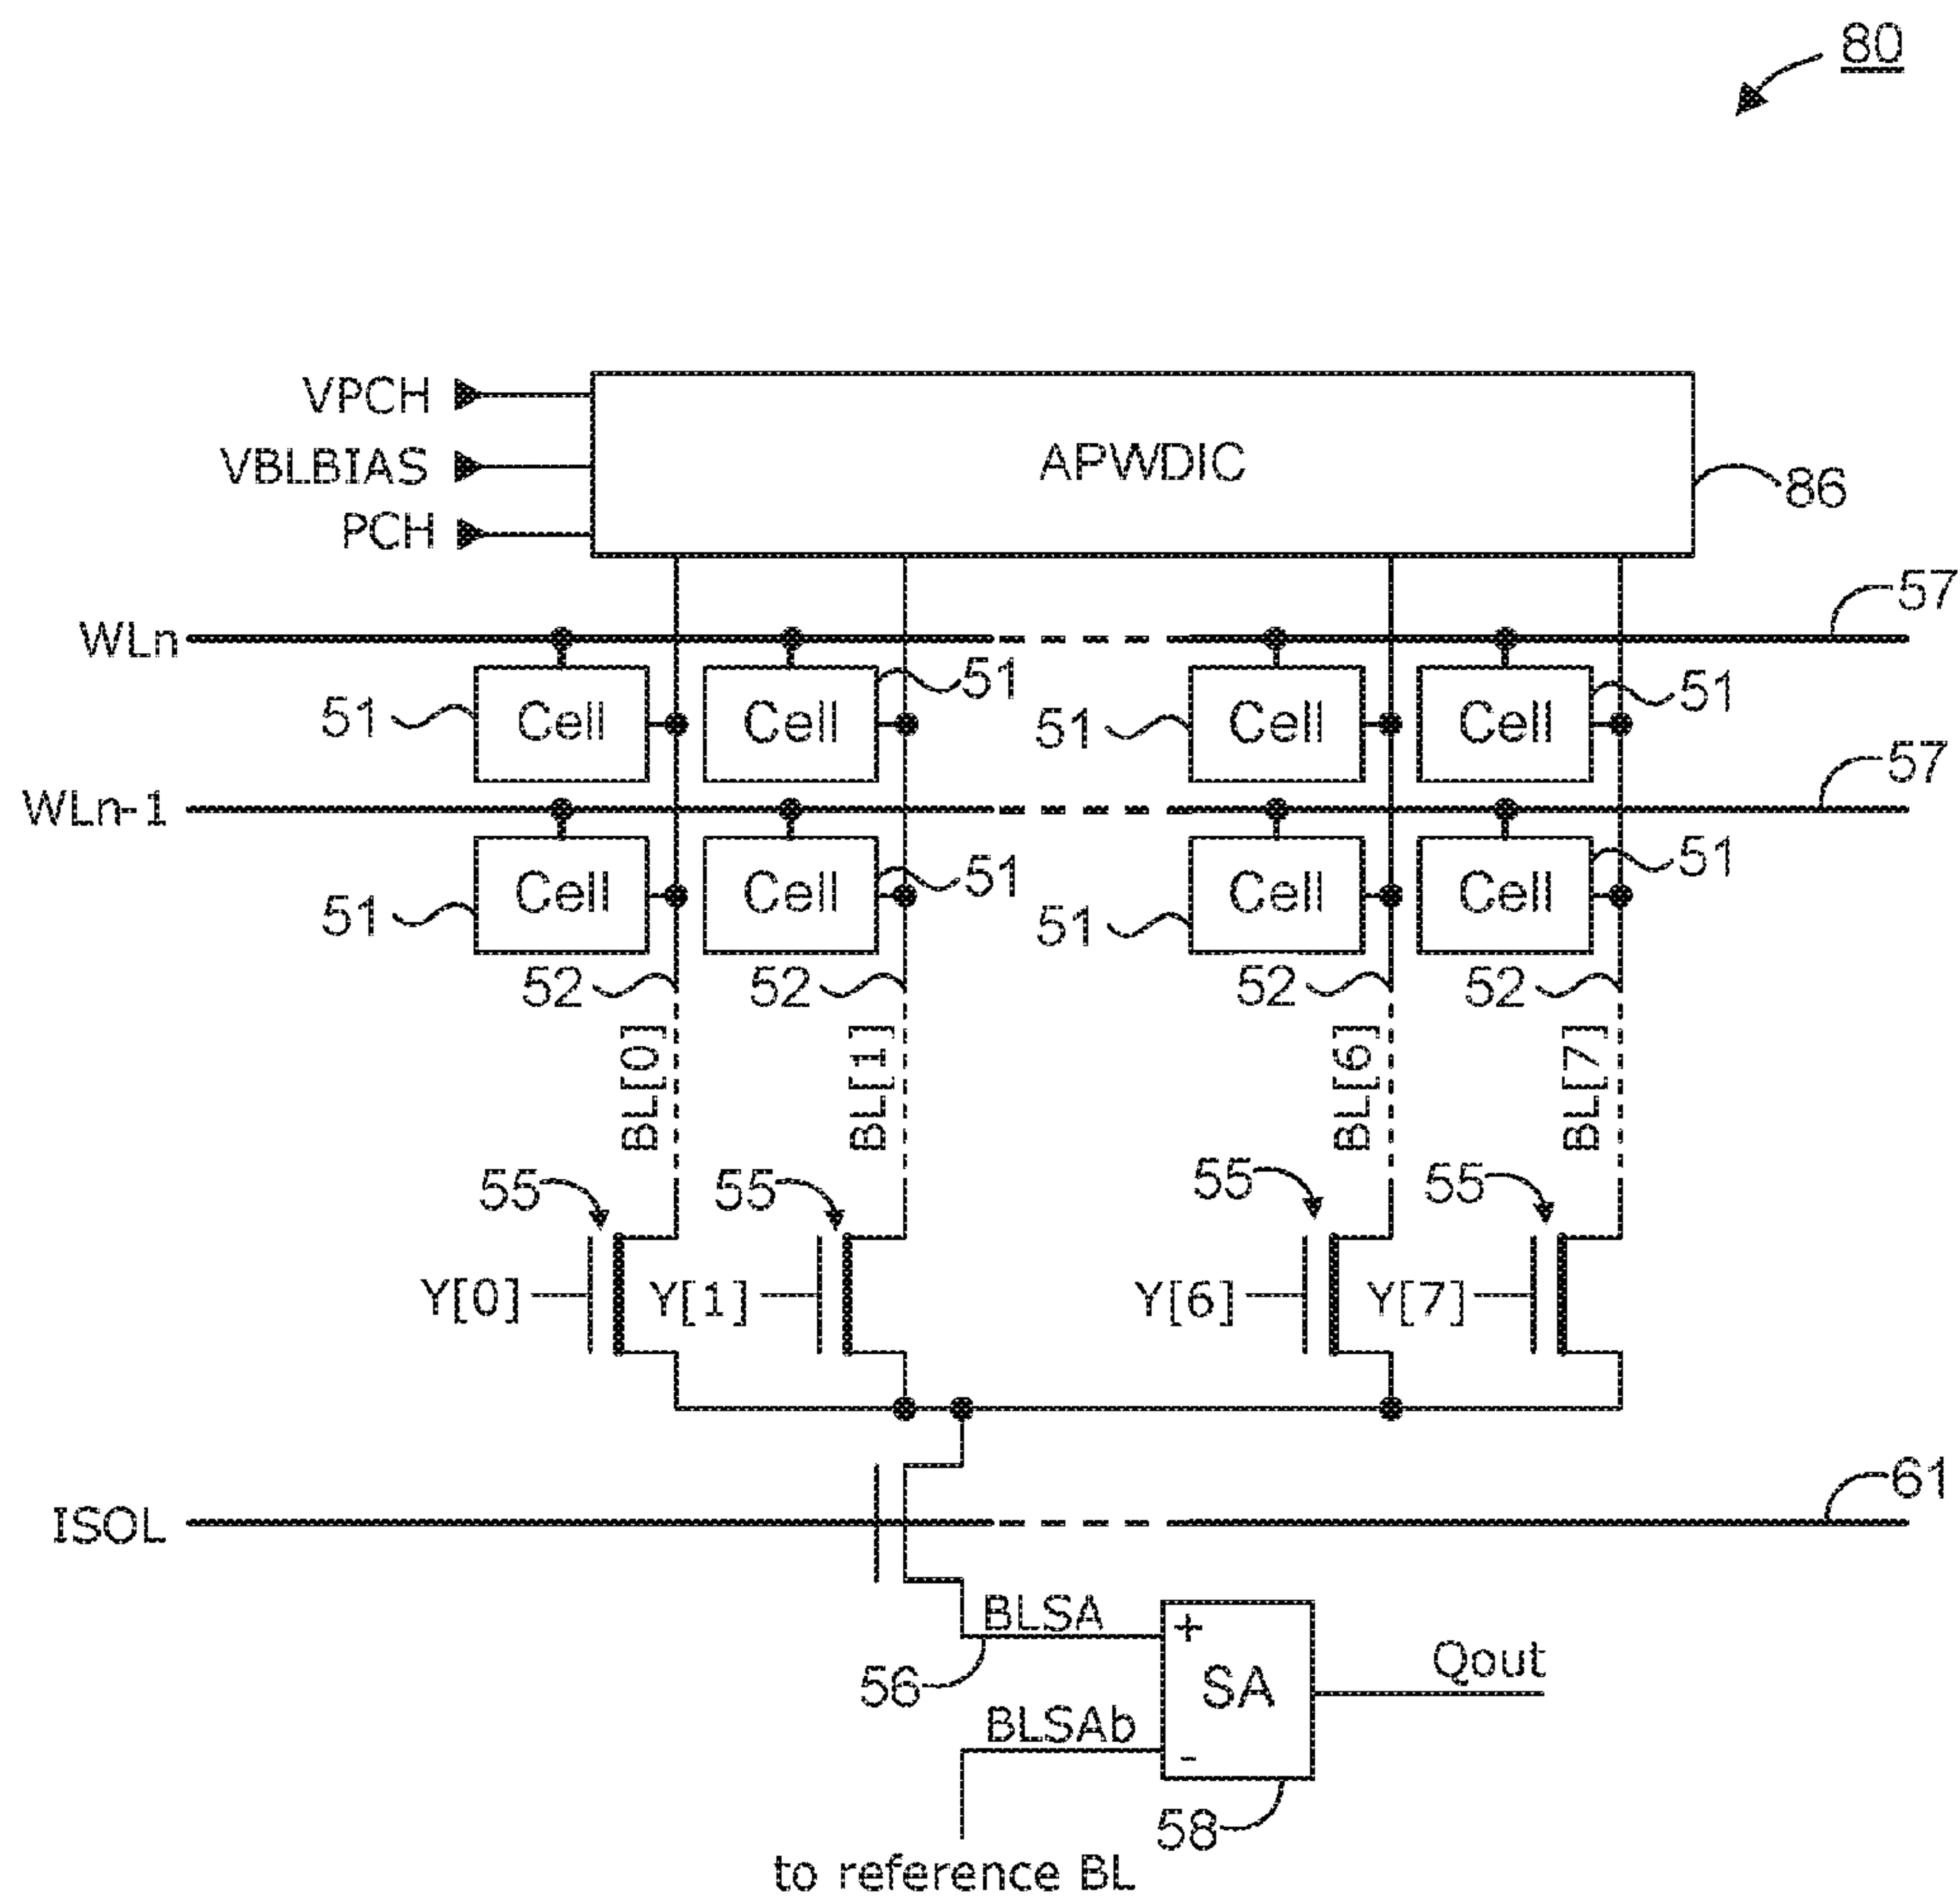 80
VPCH
VBLBIAS
PCH
APWDIC
86
57
WLn
51 Cell Cell 51 51 Cell Cell 51
57
WLn-1
51 Cell Cell 51 51 Cell Cell 51
52 52 52 52
BL[0] BL[1] BL[6] BL[7]
55 55 55 55
Y[0] Y[1] Y[6] Y[7]
61
ISOL
BLSA
+
56 SA Qout
BLSAb
-
58
to reference BL